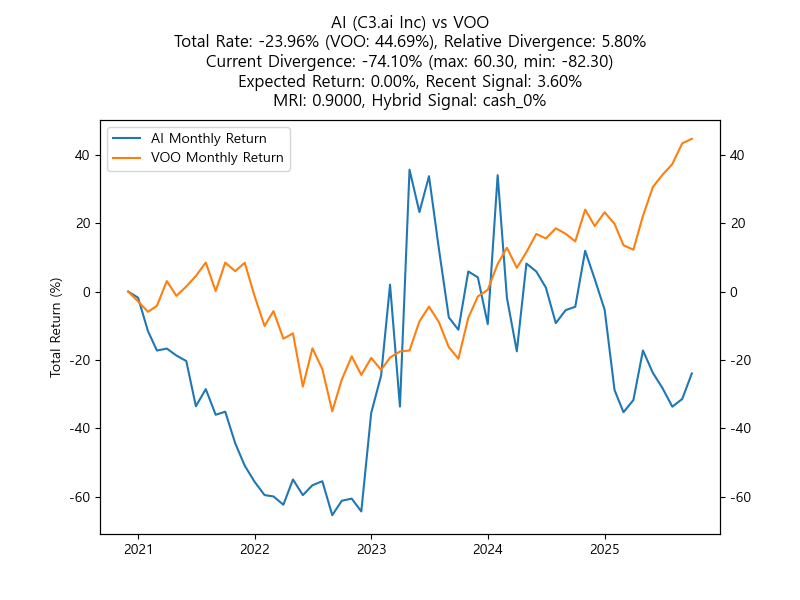 AI (C3.ai Inc) vs VOO
Total Rate: -23.96% (VOO: 44.69%), Relative Divergence: 5.80%
Current Divergence: -74.10% (max: 60.30, min: -82.30)
Expected Return: 0.00%, Recent Signal: 3.60%
MRI: 0.9000, Hybrid Signal: cash_0%
AI Monthly Return
VOO Monthly Return
Total Return (%)
40
20
0
-20
-40
-60
40
20
0
-20
-40
-60
2021
2022
2023
2024
2025